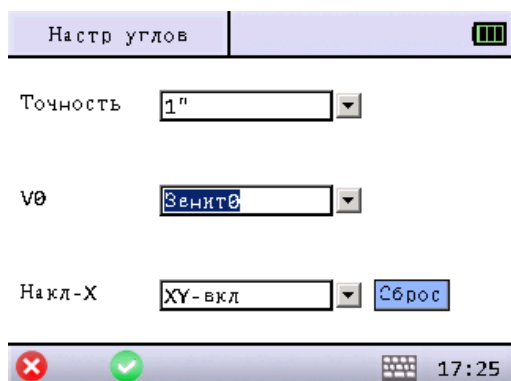 Настр углов
Точность 1"
V0 Зенит0
Накл-X XY-вкл Сброс
17:25